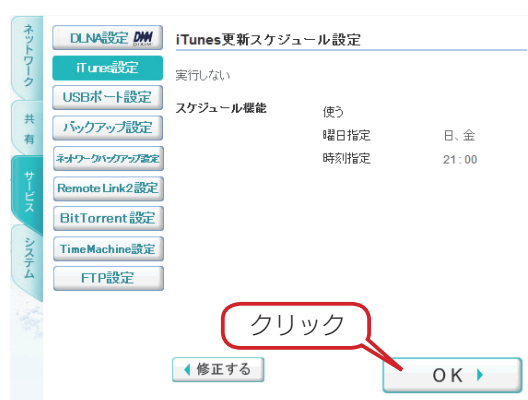 ネットワーク
共有
サービス
システム
DLNA設定 DiXiM
iTunes設定
USBポート設定
バックアップ設定
ネットワークバックアップ設定
Remote Link2設定
BitTorrent設定
TimeMachine設定
FTP設定
iTunes更新スケジュール設定
実行しない
スケジュール機能 使う
曜日指定 日、金
時刻指定 21:00
クリック
修正する
OK